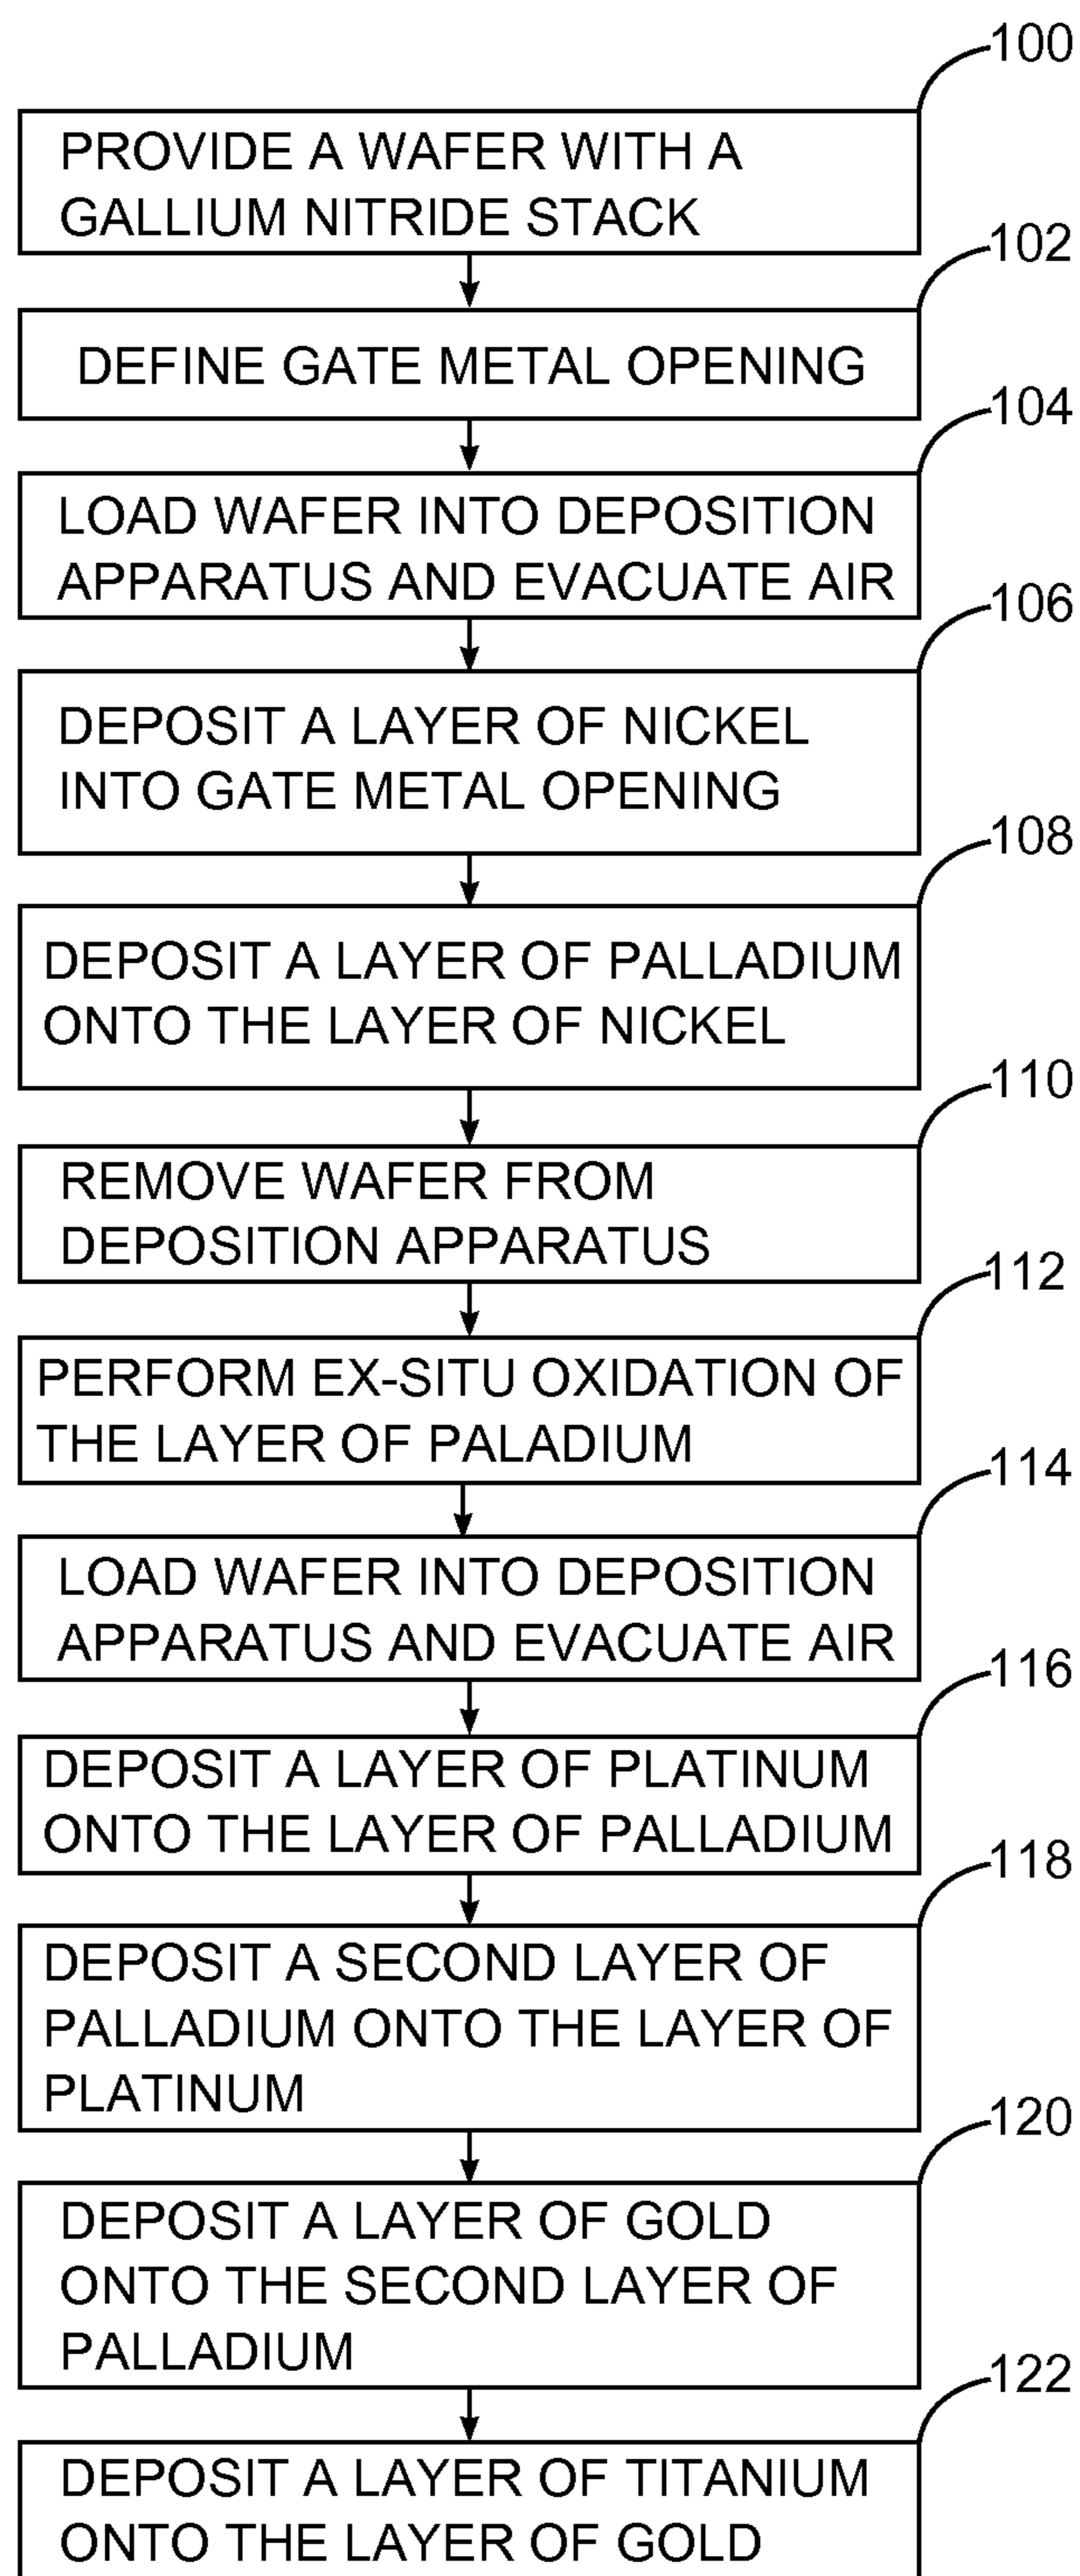 100
PROVIDE A WAFER WITH A
GALLIUM NITRIDE STACK
102
DEFINE GATE METAL OPENING
104
LOAD WAFER INTO DEPOSITION
APPARATUS AND EVACUATE AIR
106
DEPOSIT A LAYER OF NICKEL
INTO GATE METAL OPENING
108
DEPOSIT A LAYER OF PALLADIUM
ONTO THE LAYER OF NICKEL
110
REMOVE WAFER FROM
DEPOSITION APPARATUS
112
PERFORM EX-SITU OXIDATION OF
THE LAYER OF PALADIUM
114
LOAD WAFER INTO DEPOSITION
APPARATUS AND EVACUATE AIR
116
DEPOSIT A LAYER OF PLATINUM
ONTO THE LAYER OF PALLADIUM
118
DEPOSIT A SECOND LAYER OF
PALLADIUM ONTO THE LAYER OF
PLATINUM
120
DEPOSIT A LAYER OF GOLD
ONTO THE SECOND LAYER OF
PALLADIUM
122
DEPOSIT A LAYER OF TITANIUM
ONTO THE LAYER OF GOLD